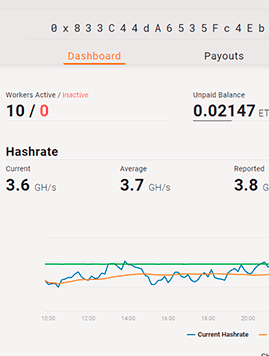 0x833C44dA6535Fc4Eb
Dashboard Payouts
Workers Active / Inactive Unpaid Balance
10 / 0 0.02147 ET
Hashrate
Current Average Reported
3.6 GH/s 3.7 GH/s 3.8 G
10:00 12:00 14:00 16:00 18:00 20:00
Current Hashrate